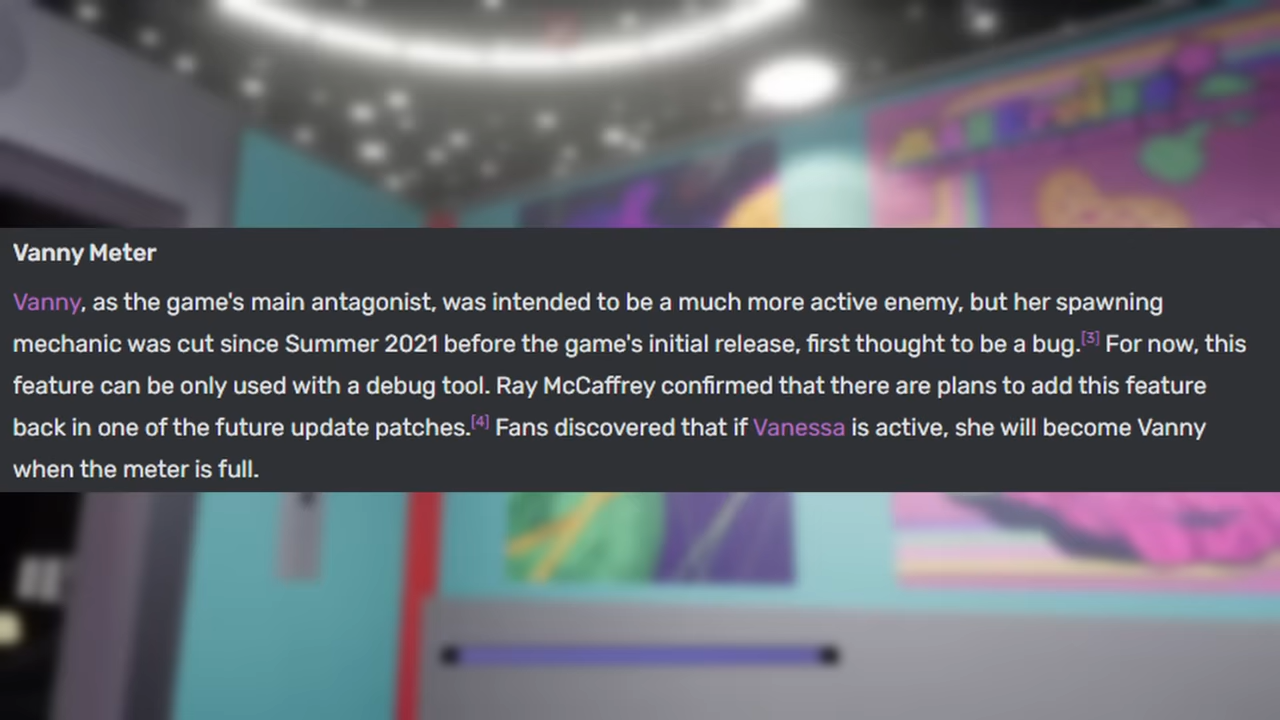 Vanny Meter
Vanny, as the game's main antagonist, was intended to be a much more active enemy, but her spawning
mechanic was cut since Summer 2021 before the game's initial release, first thought to be a bug.[3] For now, this
feature can be only used with a debug tool. Ray McCaffrey confirmed that there are plans to add this feature
back in one of the future update patches.[4] Fans discovered that if Vanessa is active, she will become Vanny
when the meter is full.